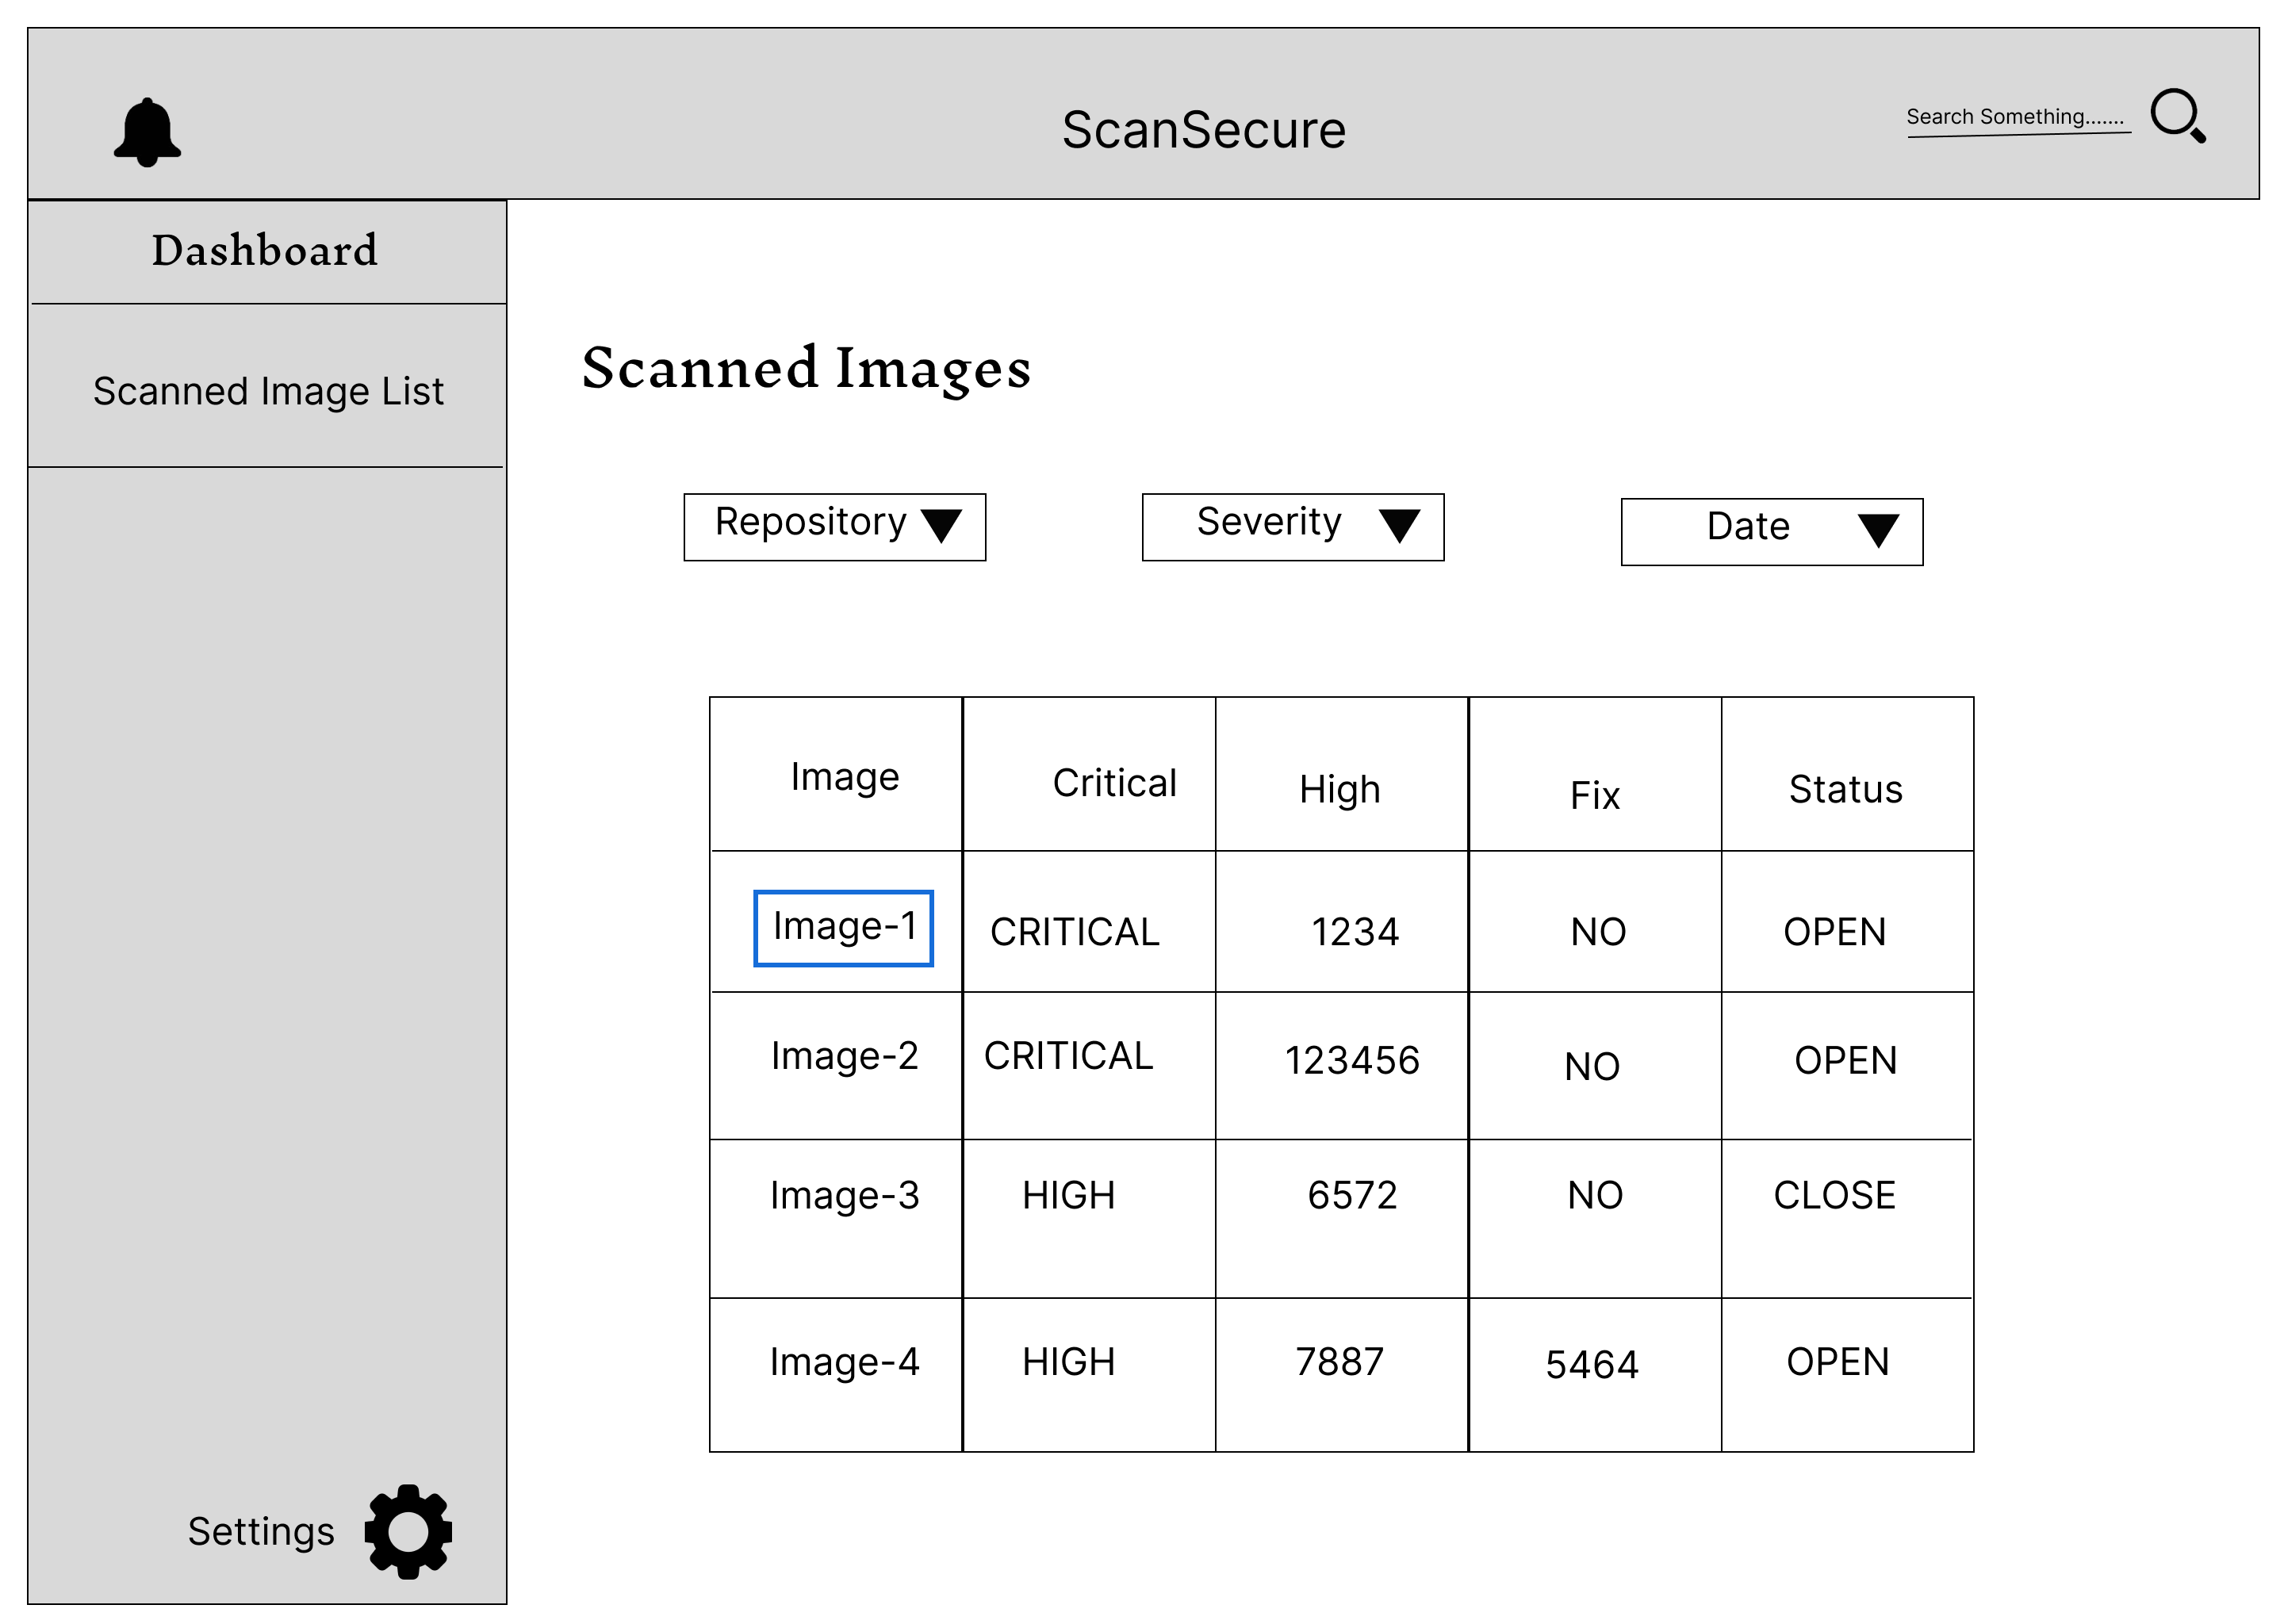 ScanSecure
Search Something.......
Dashboard
Scanned Image List
Settings
Scanned Images
Repository
Severity
Date
Image Critical High Fix Status
Image-1 CRITICAL 1234 NO OPEN
Image-2 CRITICAL 123456 NO OPEN
Image-3 HIGH 6572 NO CLOSE
Image-4 HIGH 7887 5464 OPEN